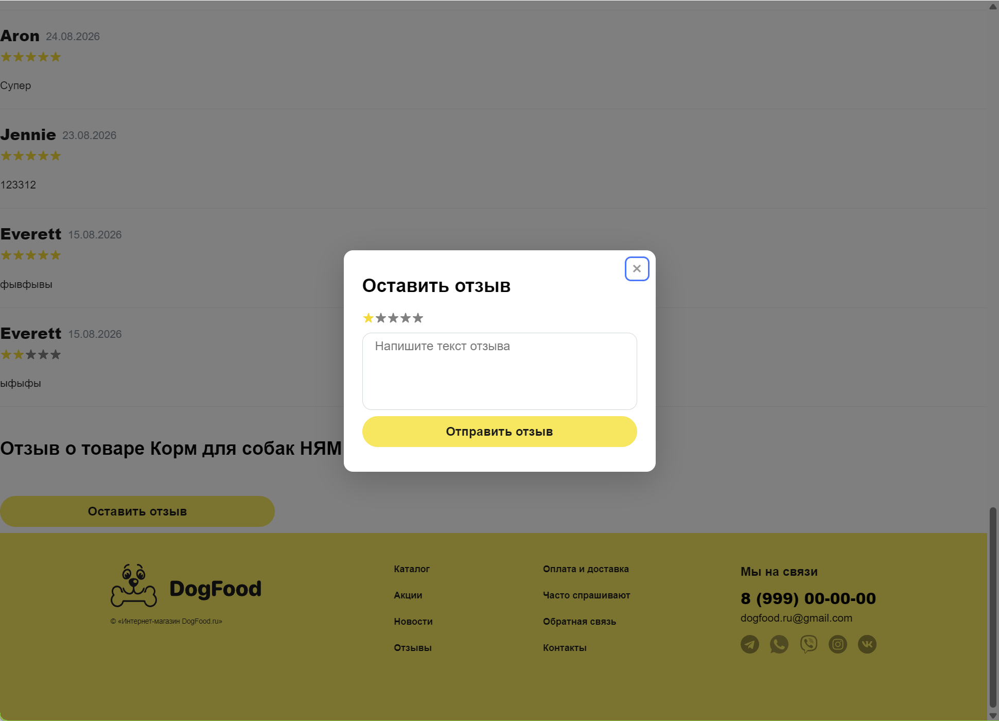 Aron 24.08.2026
Супер
Jennie 23.08.2026
123312
Everett 15.08.2026
фывфывы
Everett 15.08.2026
ыфыфы
Отзыв о товаре Корм для собак НЯМ
Оставить отзыв
Оставить отзыв
Напишите текст отзыва
Отправить отзыв
DogFood
© «Интернет-магазин DogFood.ru»
Каталог
Акции
Новости
Отзывы
Оплата и доставка
Часто спрашивают
Обратная связь
Контакты
Мы на связи
8 (999) 00-00-00
dogfood.ru@gmail.com